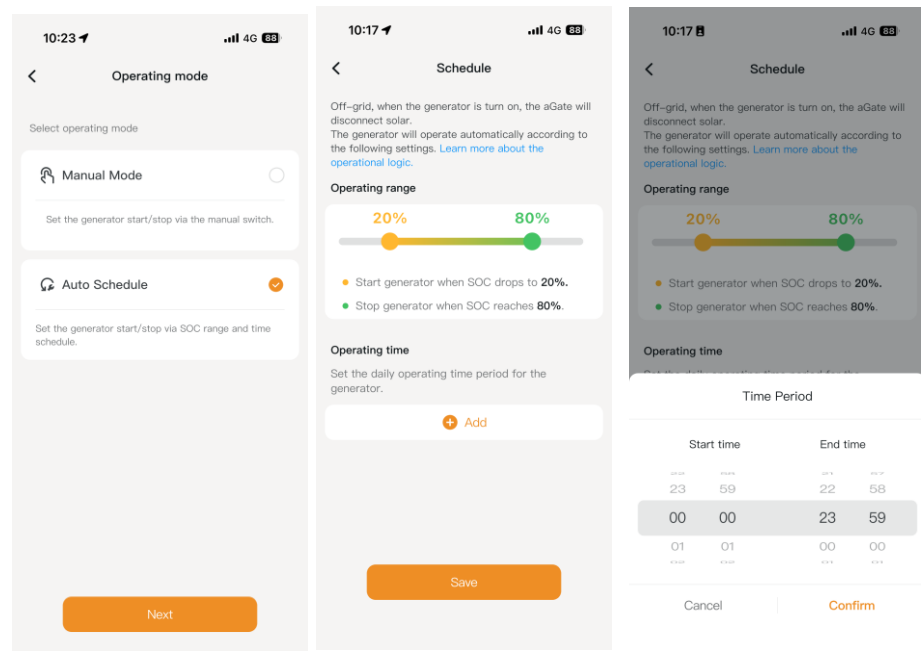 10:23
4G 88
Operating mode
Select operating mode
Manual Mode
Set the generator start/stop via the manual switch.
Auto Schedule
Set the generator start/stop via SOC range and time
schedule.
Next
10:17
4G 88
Schedule
Off-grid, when the generator is turn on, the aGate will
disconnect solar.
The generator will operate automatically according to
the following settings. Learn more about the
operational logic.
Operating range
20% 80%
Start generator when SOC drops to 20%.
Stop generator when SOC reaches 80%.
Operating time
Set the daily operating time period for the
generator.
Add
Save
10:17
4G 88
Schedule
Off-grid, when the generator is turn on, the aGate will
disconnect solar.
The generator will operate automatically according to
the following settings. Learn more about the
operational logic.
Operating range
20% 80%
Start generator when SOC drops to 20%.
Stop generator when SOC reaches 80%.
Operating time
Time Period
Start time End time
23 59 22 58
00 00 23 59
01 01 00 00
Cancel Confirm